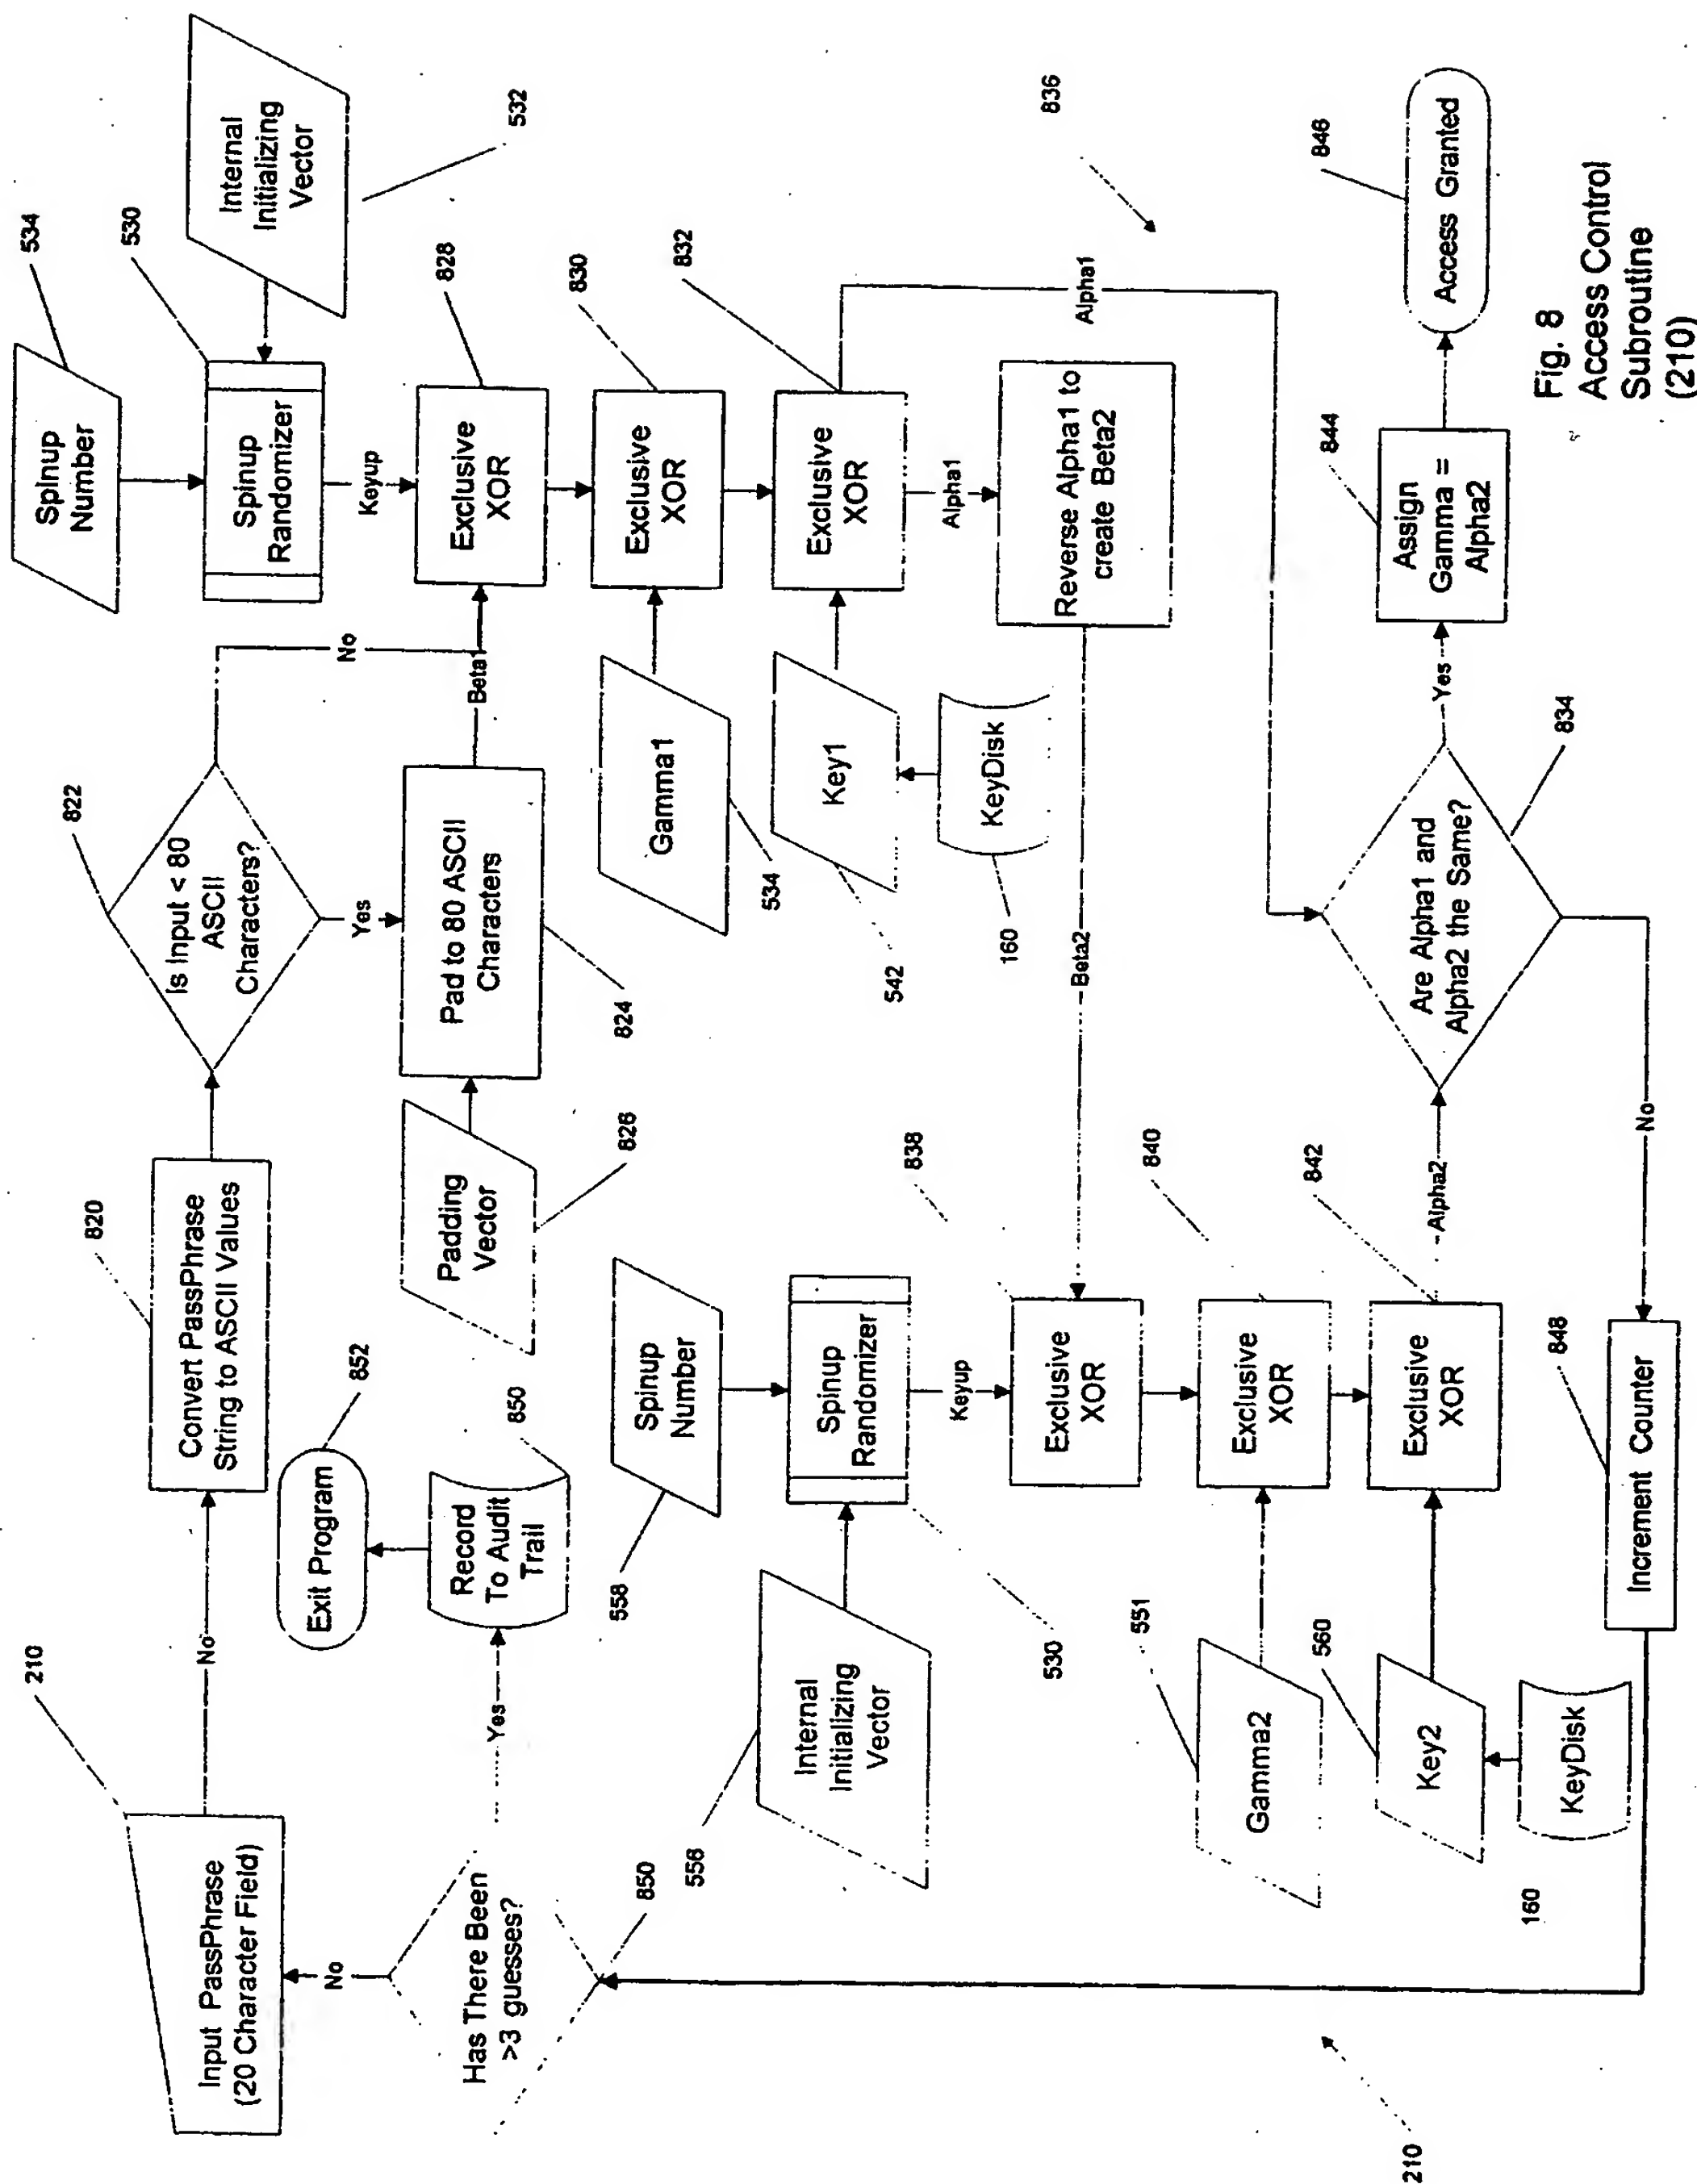 210
Input PassPhrase
(20 Character Field)
No
820
Convert PassPhrase
String to ASCII Values
822
Is Input < 80
ASCII
Characters?
No
Yes
534
Spinup
Number
530
Spinup
Randomizer
Internal
Initializing
Vector
532
Keyup
Has There Been
>3 guesses?
No
Yes
850
Exit Program
852
Record
To Audit
Trail
850
Padding
Vector
826
Pad to 80 ASCII
Characters
824
Beta1
Exclusive
XOR
828
Gamma1
534
Exclusive
XOR
830
Key1
542
KeyDisk
160
Exclusive
XOR
832
Alpha1
Alpha1
Reverse Alpha1 to
create Beta2
Beta2
836
558
Spinup
Number
Internal
Initializing
Vector
556
Spinup
Randomizer
530
Keyup
838
Exclusive
XOR
551
Gamma2
840
Exclusive
XOR
560
Key2
KeyDisk
160
842
Exclusive
XOR
Alpha2
Are Alpha1 and
Alpha2 the Same?
834
Yes
No
844
Assign
Gamma =
Alpha2
846
Access Granted
848
Increment Counter
210
Fig. 8
Access Control
Subroutine
(210)